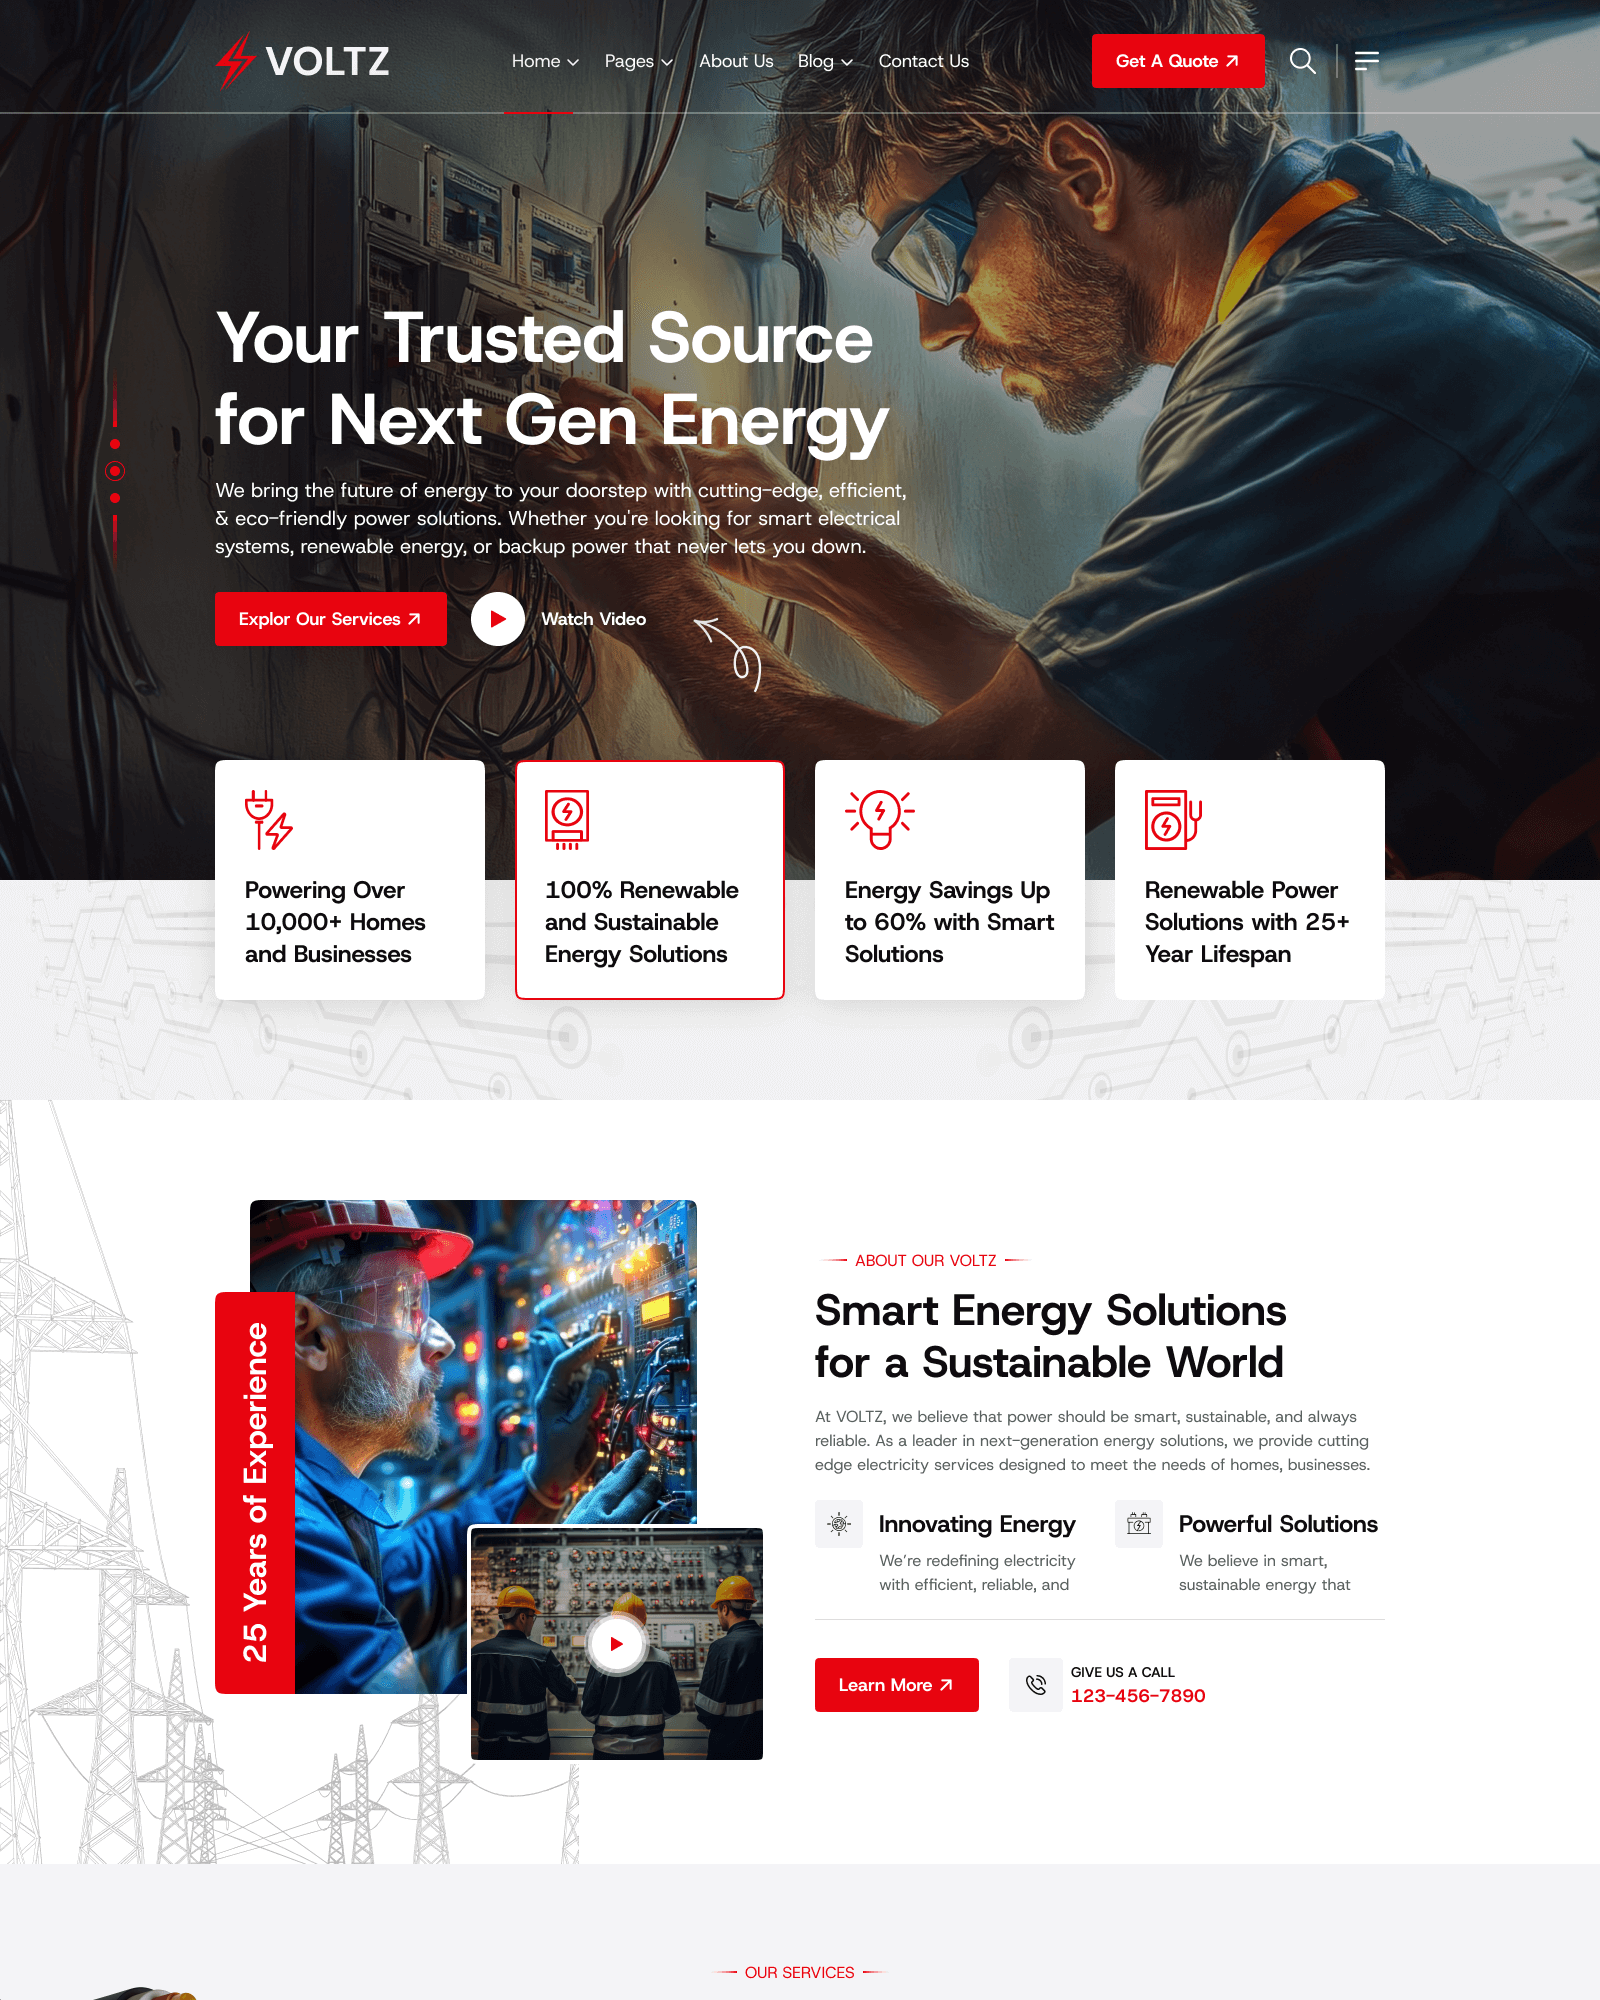 VOLTZ
Home
Pages
About Us
Blog
Contact Us
Get A Quote
Your Trusted Source
for Next Gen Energy
We bring the future of energy to your doorstep with cutting-edge, efficient,
& eco-friendly power solutions. Whether you're looking for smart electrical
systems, renewable energy, or backup power that never lets you down.
Explor Our Services
Watch Video
Powering Over
10,000+ Homes
and Businesses
100% Renewable
and Sustainable
Energy Solutions
Energy Savings Up
to 60% with Smart
Solutions
Renewable Power
Solutions with 25+
Year Lifespan
25 Years of Experience
ABOUT OUR VOLTZ
Smart Energy Solutions
for a Sustainable World
At VOLTZ, we believe that power should be smart, sustainable, and always
reliable. As a leader in next-generation energy solutions, we provide cutting
edge electricity services designed to meet the needs of homes, businesses.
Innovating Energy
We're redefining electricity
with efficient, reliable, and
Powerful Solutions
We believe in smart,
sustainable energy that
Learn More
GIVE US A CALL
123-456-7890
OUR SERVICES